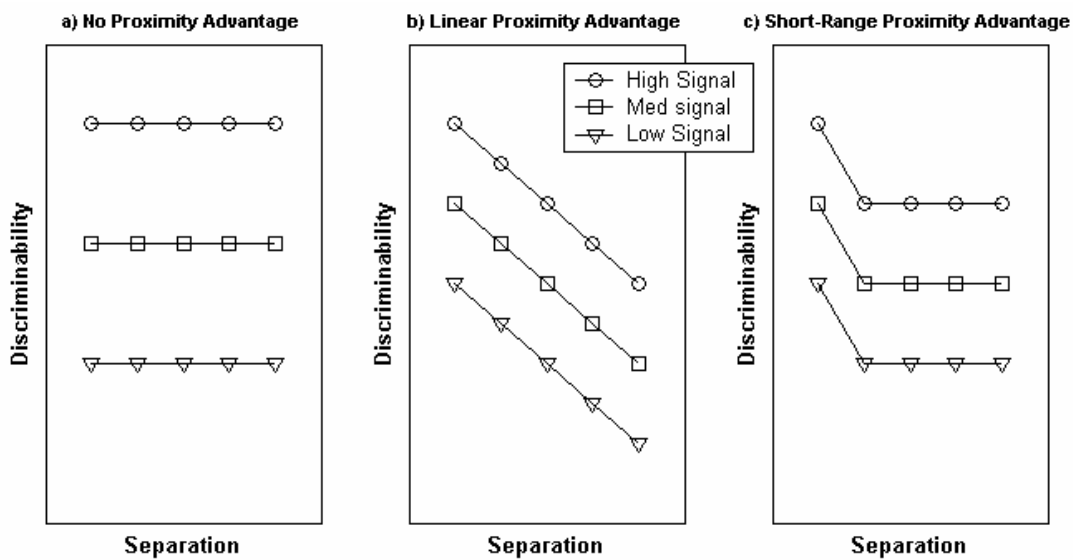 a) No Proximity Advantage
b) Linear Proximity Advantage
c) Short-Range Proximity Advantage
High Signal
Med signal
Low Signal
Discriminability
Discriminability
Discriminability
Separation
Separation
Separation